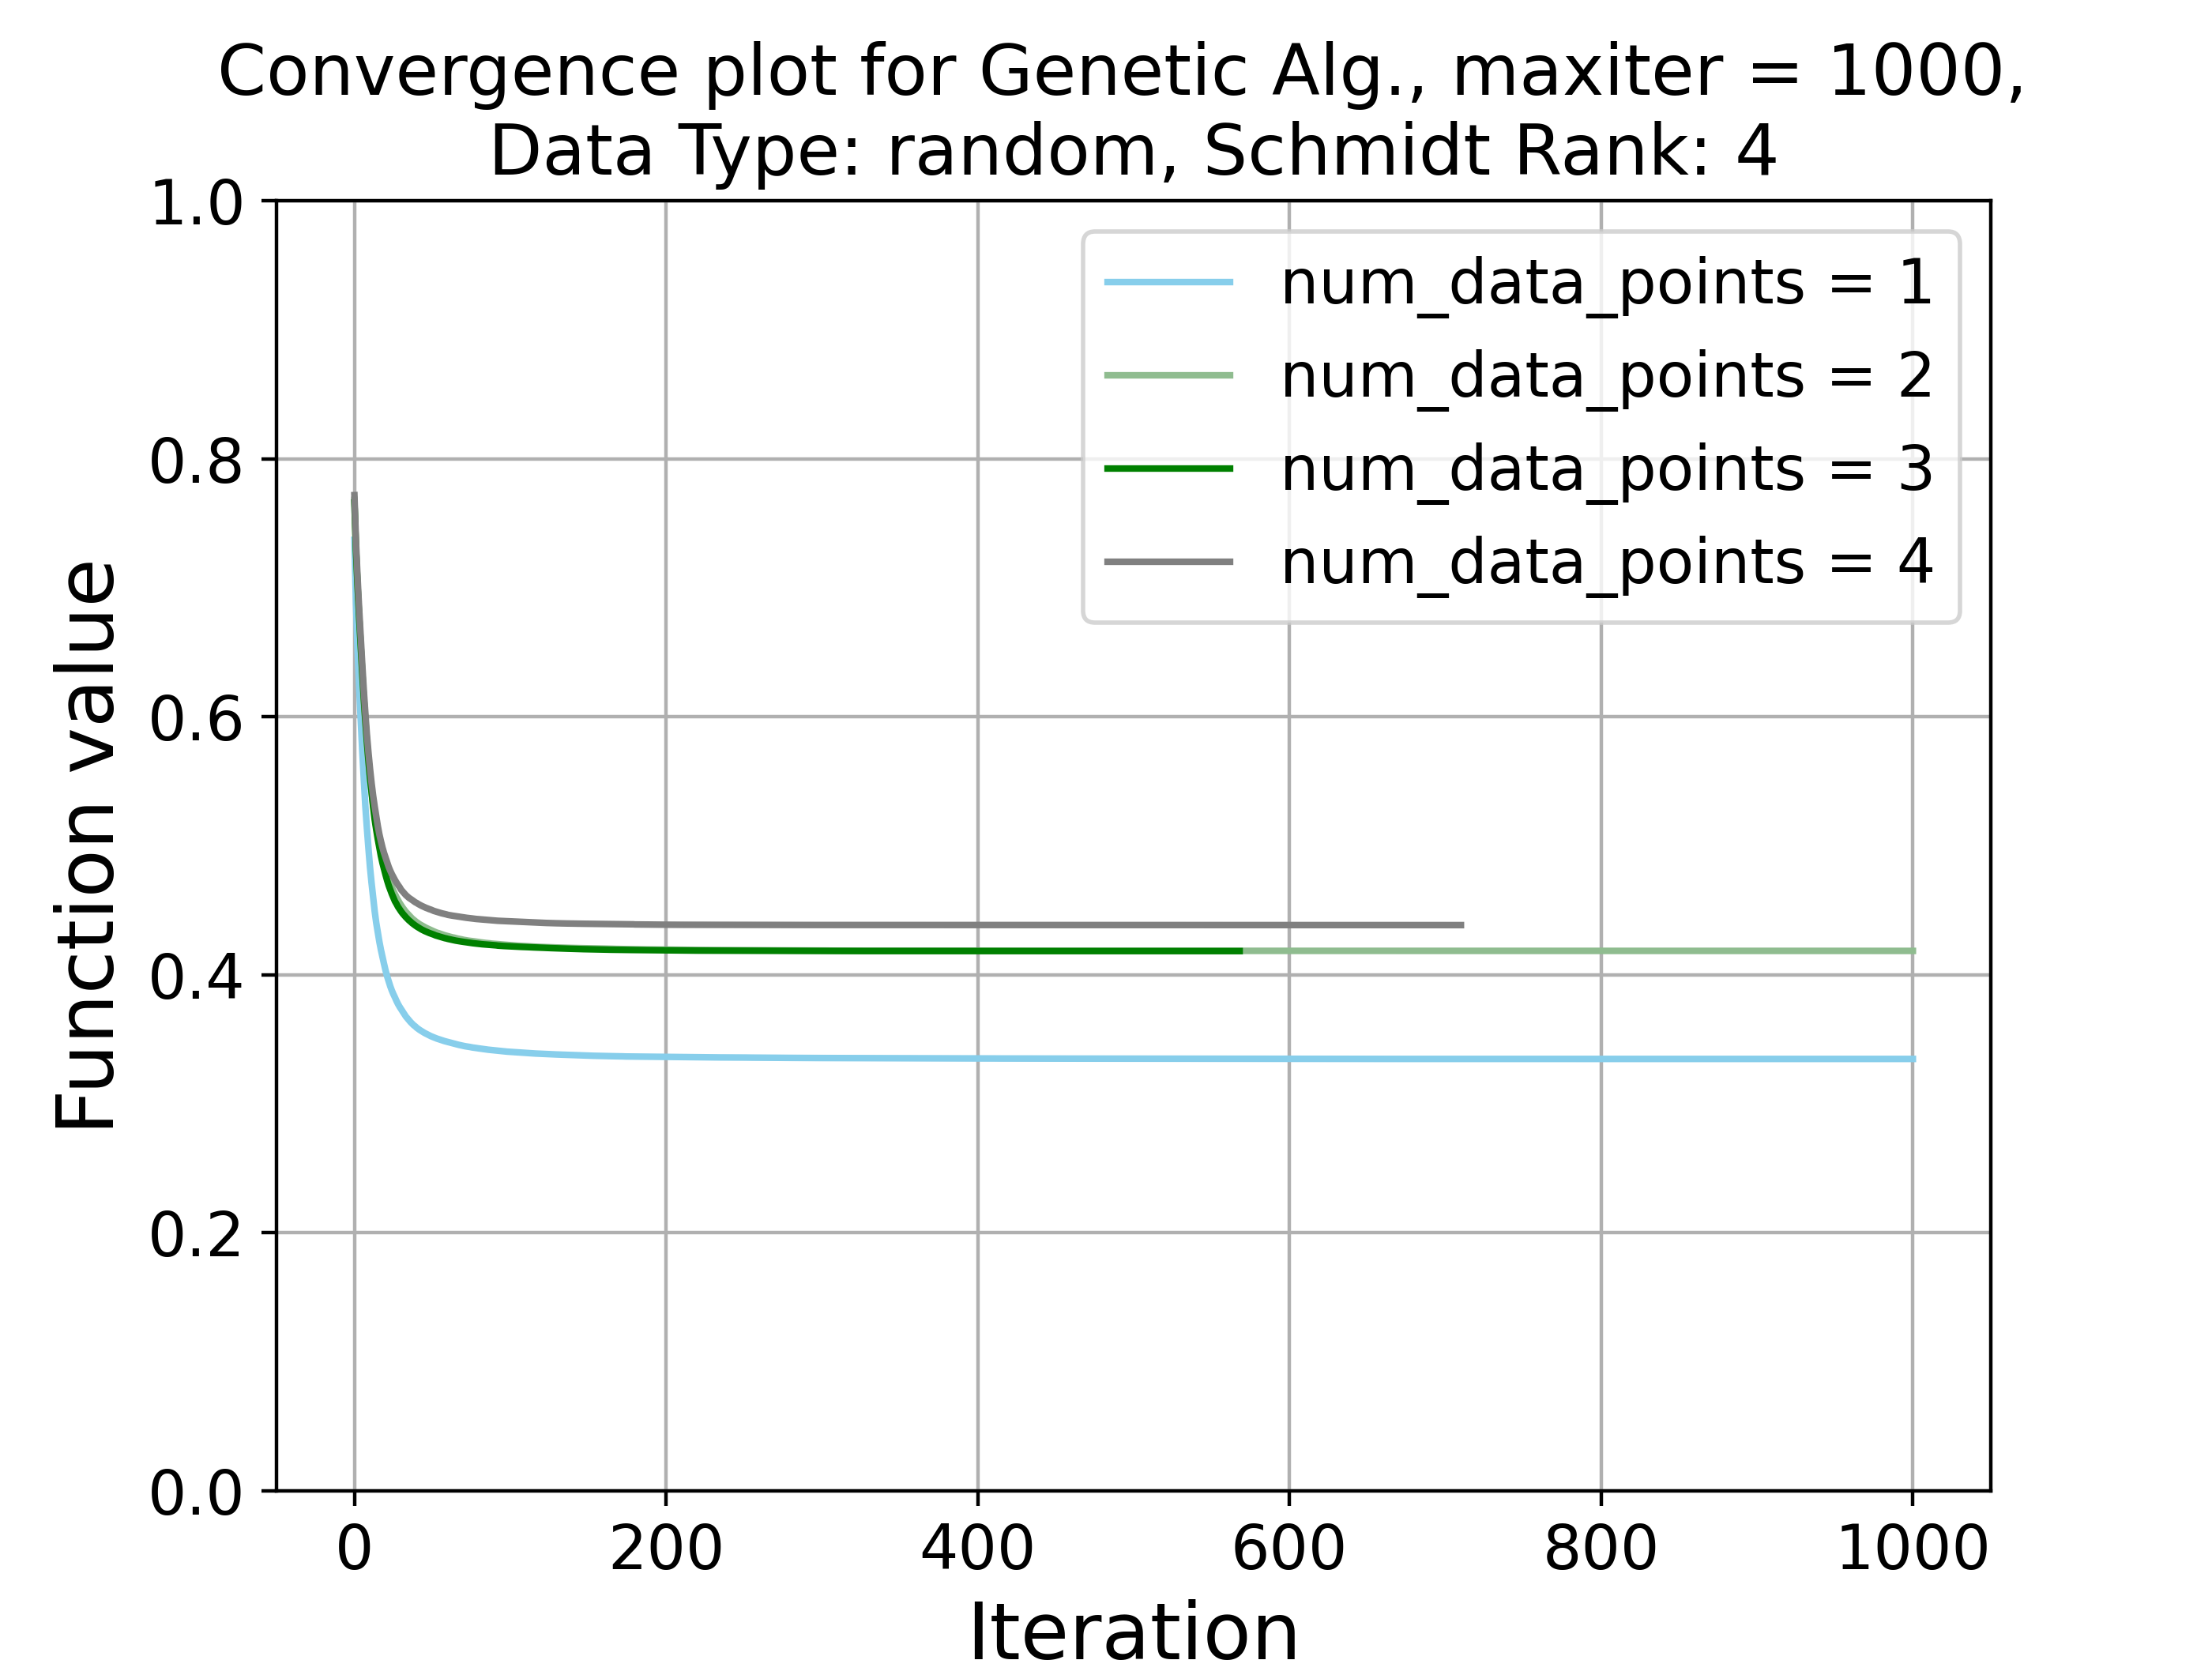 Convergence plot for Genetic Alg., maxiter = 1000,
Data Type: random, Schmidt Rank: 4
1.0
0.8
0.6
0.4
0.2
0.0
Function value
num_data_points = 1
num_data_points = 2
num_data_points = 3
num_data_points = 4
0 200 400 600 800 1000
Iteration